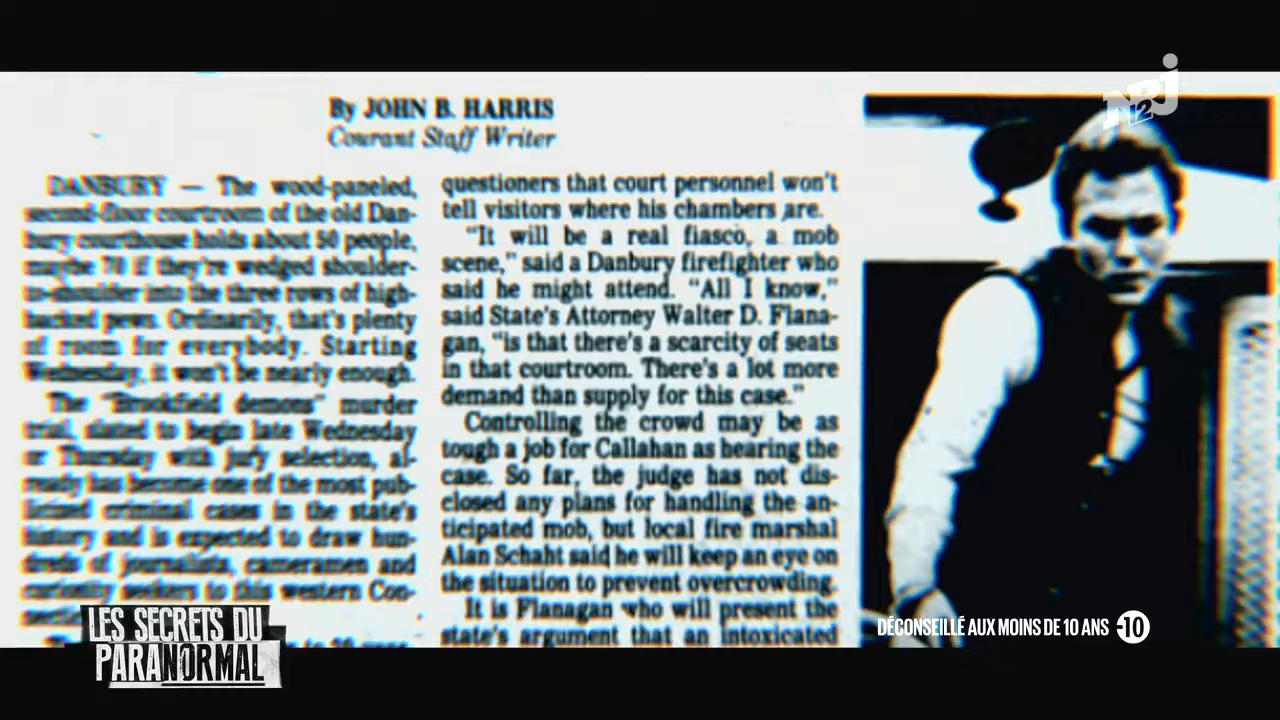 NRJ12
By JOHN B. HARRIS
Courant Staff Writer
DANBURY — The wood-paneled,
second-floor courtroom of the old Dan-
bury courthouse holds about 50 people,
maybe 70 if they're wedged shoulder-
to-shoulder into the three rows of high-
backed pews. Ordinarily, that's plenty
of room for everybody. Starting
Wednesday, it won't be nearly enough.
The "Brookfield demons" murder
trial, slated to begin late Wednesday
or Thursday with jury selection, al-
ready has become one of the most pub-
licized criminal cases in the state's
history and is expected to draw hun-
dreds of journalists, cameramen and
curiosity seekers to this western Con-
questioners that court personnel won't
tell visitors where his chambers are.
"It will be a real fiasco, a mob
scene," said a Danbury firefighter who
said he might attend. "All I know,"
said State's Attorney Walter D. Flana-
gan, "is that there's a scarcity of seats
in that courtroom. There's a lot more
demand than supply for this case."
Controlling the crowd may be as
tough a job for Callahan as hearing the
case. So far, the judge has not dis-
closed any plans for handling the an-
ticipated mob, but local fire marshal
Alan Schaht said he will keep an eye on
the situation to prevent overcrowding.
It is Flanagan who will present the
state's argument that an intoxicated
LES SECRETS DU
PARANORMAL
DÉCONSEILLÉ AUX MOINS DE 10 ANS -10